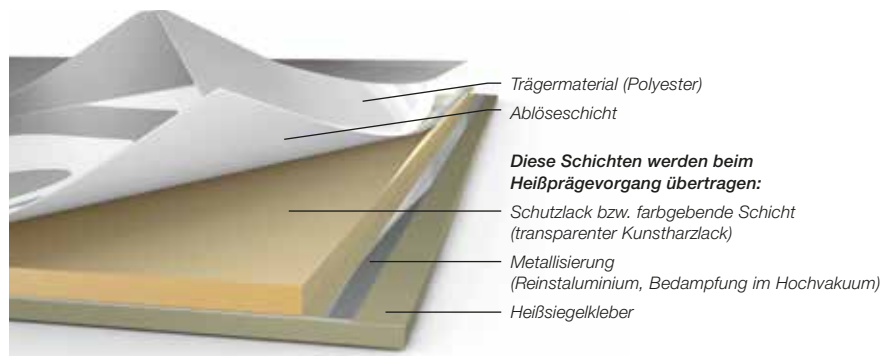 Trägermaterial (Polyester)
Ablöseschicht
Diese Schichten werden beim
Heißprägevorgang übertragen:
Schutzlack bzw. farbgebende Schicht
(transparenter Kunstharzlack)
Metallisierung
(Reinstaluminium, Bedampfung im Hochvakuum)
Heißsiegelkleber